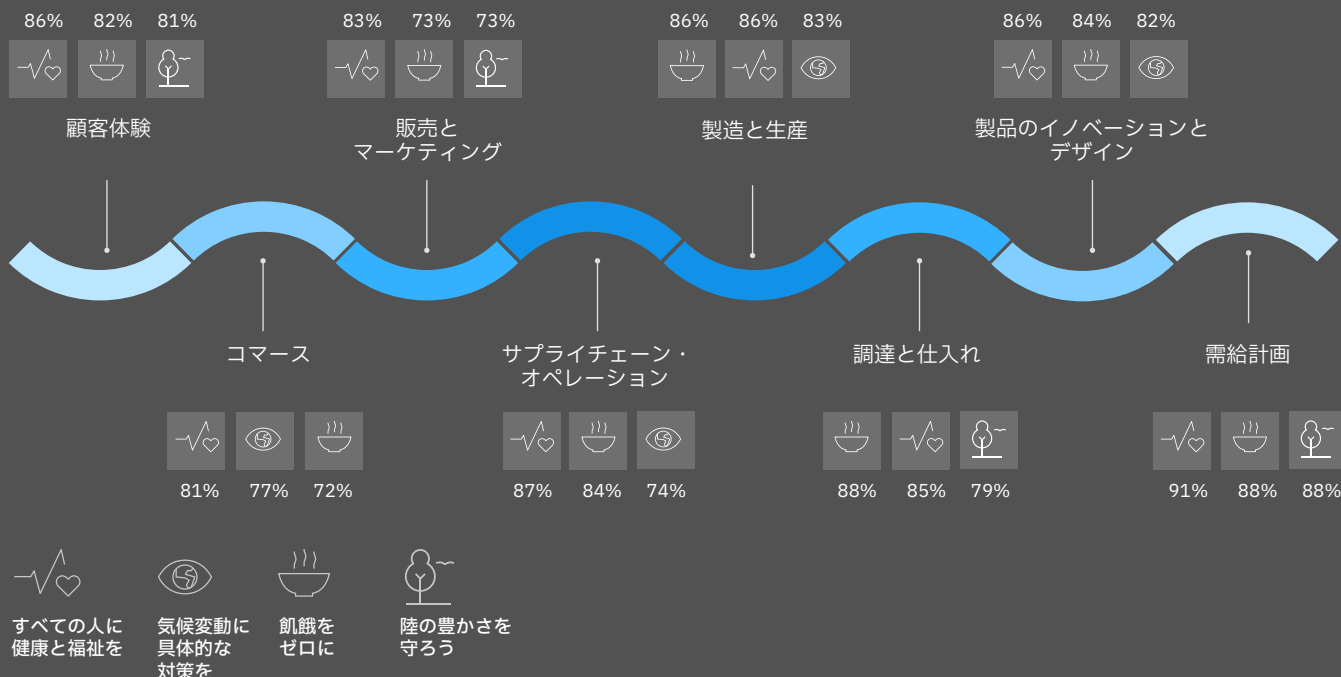 86% 82% 81%
顧客体験
83% 73% 73%
販売と
マーケティング
86% 86% 83%
製造と生産
86% 84% 82%
製品のイノベーションと
デザイン
コマース
81% 77% 72%
サプライチェーン・
オペレーション
87% 84% 74%
調達と仕入れ
88% 85% 79%
需給計画
91% 88% 88%
すべての人に
健康と福祉を
気候変動に
具体的な
対策を
飢餓を
ゼロに
陸の豊かさを
守ろう